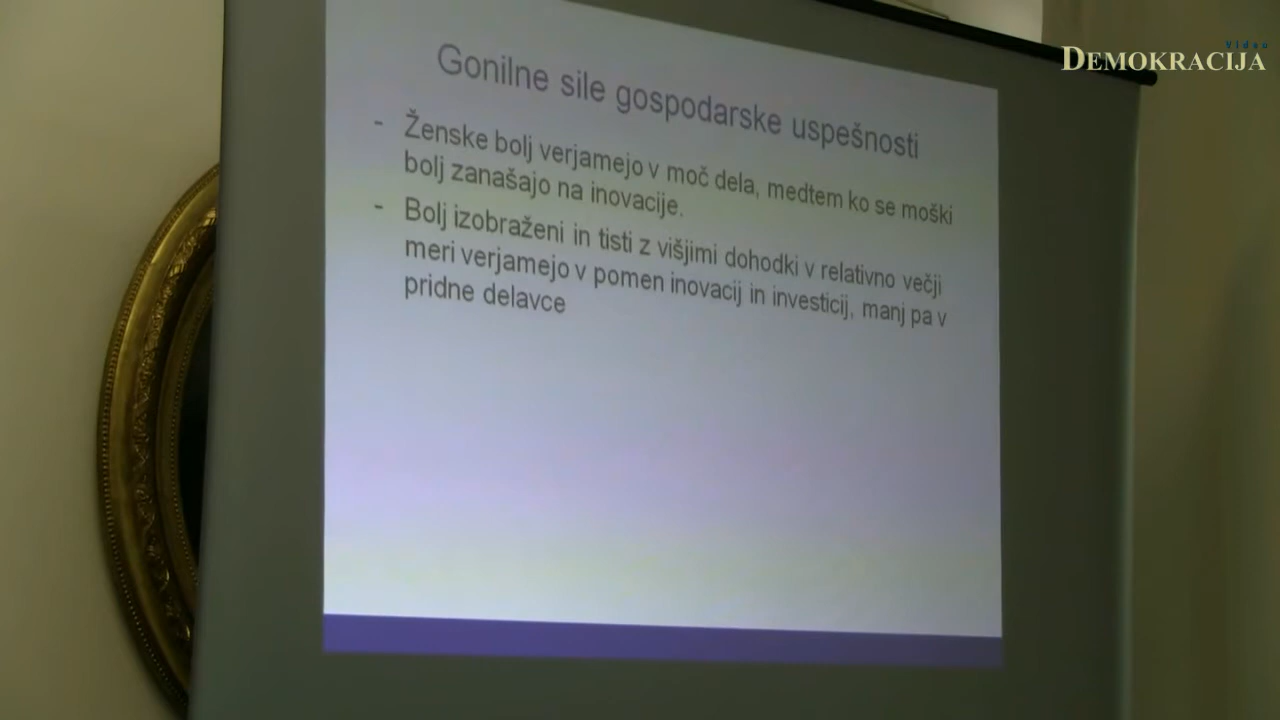 Video
DEMOKRACIJA
Gonilne sile gospodarske uspešnosti
- Ženske bolj verjamejo v moč dela, medtem ko se moški
bolj zanašajo na inovacije.
- Bolj izobraženi in tisti z višjimi dohodki v relativno večji
meri verjamejo v pomen inovacij in investicij, manj pa v
pridne delavce